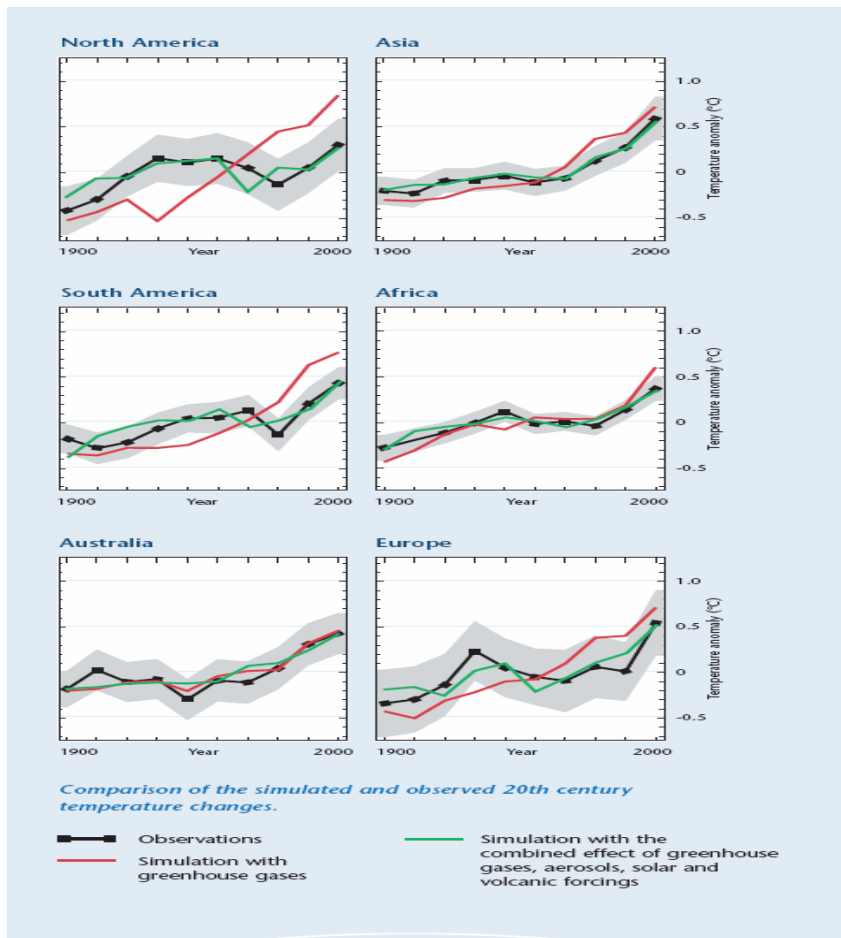 North America
Asia
1.0
0.5
0
-0.5
Temperature anomaly (°C)
1900 Year 2000
1900 Year 2000
South America
Africa
1.0
0.5
0
-0.5
Temperature anomaly (°C)
1900 Year 2000
1900 Year 2000
Australia
Europe
1.0
0.5
0
-0.5
Temperature anomaly (°C)
1900 Year 2000
1900 Year 2000
Comparison of the simulated and observed 20th century
temperature changes.
Observations
Simulation with
greenhouse gases
Simulation with the
combined effect of greenhouse
gases, aerosols, solar and
volcanic forcings